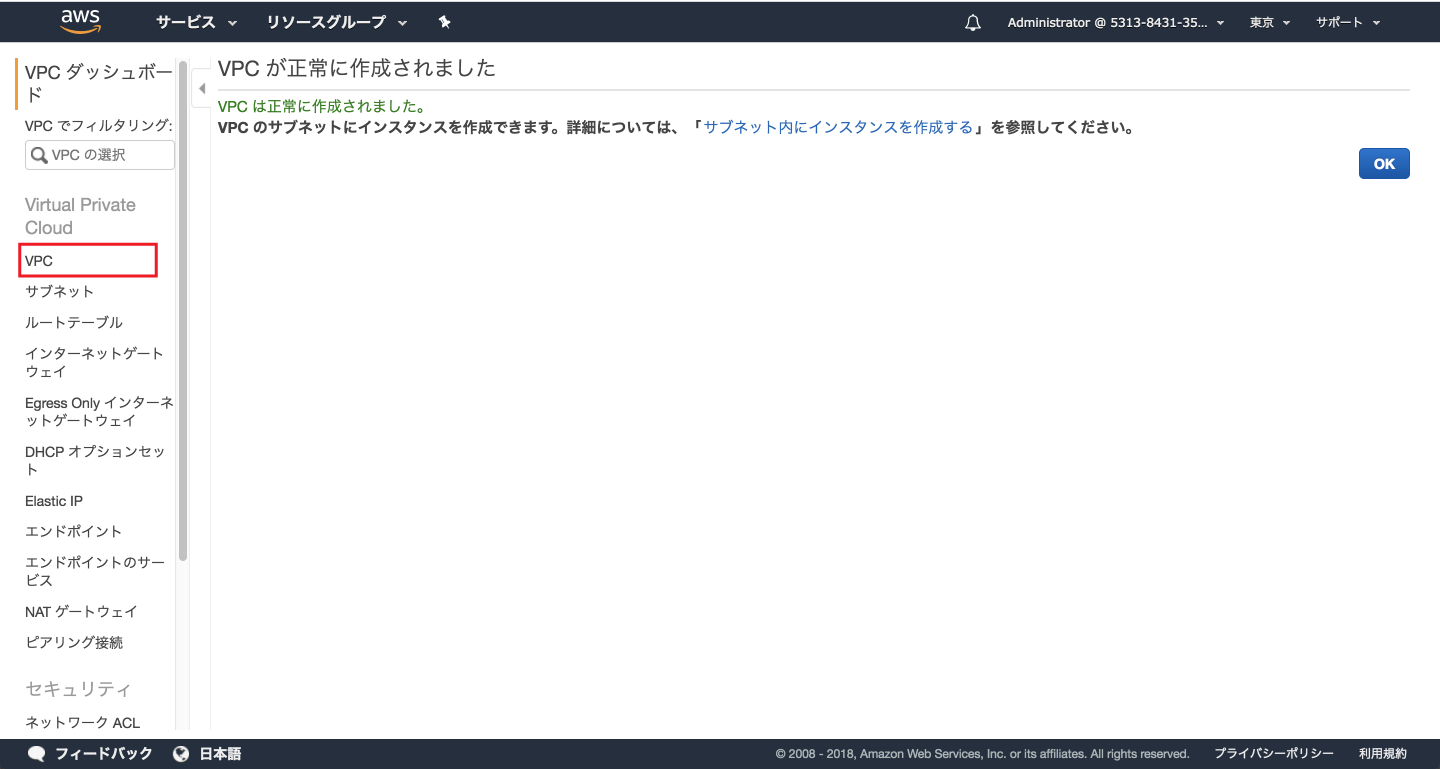 aws サービス リソースグループ Administrator @ 5313-8431-35... 東京 サポート
VPC ダッシュボー
ド
VPC でフィルタリング:
VPC の選択
Virtual Private
Cloud
VPC
サブネット
ルートテーブル
インターネットゲート
ウェイ
Egress Only インターネ
ットゲートウェイ
DHCP オプションセッ
ト
Elastic IP
エンドポイント
エンドポイントのサー
ビス
NAT ゲートウェイ
ピアリング接続
セキュリティ
ネットワーク ACL
VPC が正常に作成されました
VPC は正常に作成されました。
VPC のサブネットにインスタンスを作成できます。詳細については、「サブネット内にインスタンスを作成する」を参照してください。
OK
フィードバック 日本語 © 2008 - 2018, Amazon Web Services, Inc. or its affiliates. All rights reserved. プライバシーポリシー 利用規約